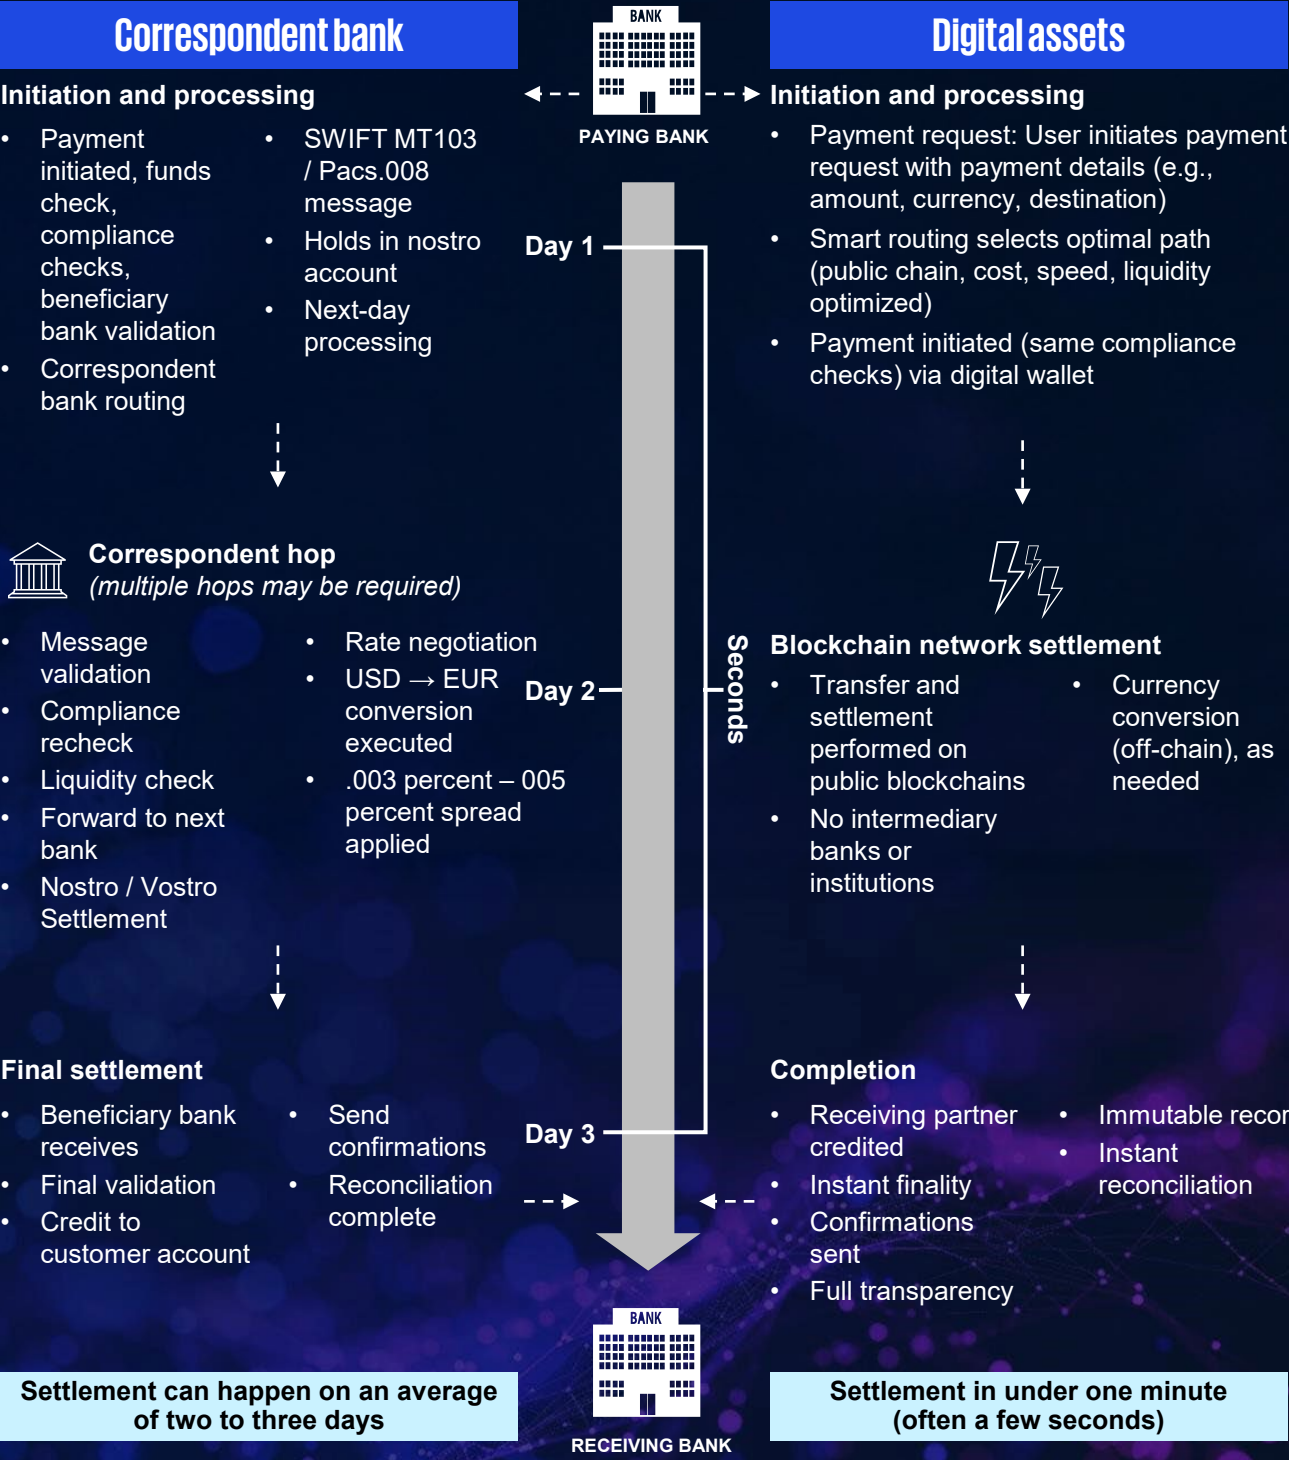 Correspondent bank
Initiation and processing
• Payment
initiated, funds
check,
compliance
checks,
beneficiary
bank validation
• Correspondent
bank routing
• SWIFT MT103
/ Pacs.008
message
• Holds in nostro
account
• Next-day
processing
Correspondent hop
(multiple hops may be required)
• Message
validation
• Compliance
recheck
• Liquidity check
• Forward to next
bank
• Nostro / Vostro
Settlement
• Rate negotiation
• USD → EUR
conversion
executed
• .003 percent – 005
percent spread
applied
Final settlement
• Beneficiary bank
receives
• Final validation
• Credit to
customer account
• Send
confirmations
• Reconciliation
complete
Settlement can happen on an average
of two to three days
BANK
PAYING BANK
Day 1
Day 2
Day 3
Seconds
BANK
RECEIVING BANK
Digital assets
Initiation and processing
• Payment request: User initiates payment
request with payment details (e.g.,
amount, currency, destination)
• Smart routing selects optimal path
(public chain, cost, speed, liquidity
optimized)
• Payment initiated (same compliance
checks) via digital wallet
Blockchain network settlement
• Transfer and
settlement
performed on
public blockchains
• No intermediary
banks or
institutions
• Currency
conversion
(off-chain), as
needed
Completion
• Receiving partner
credited
• Instant finality
• Confirmations
sent
• Full transparency
• Immutable recor
• Instant
reconciliation
Settlement in under one minute
(often a few seconds)